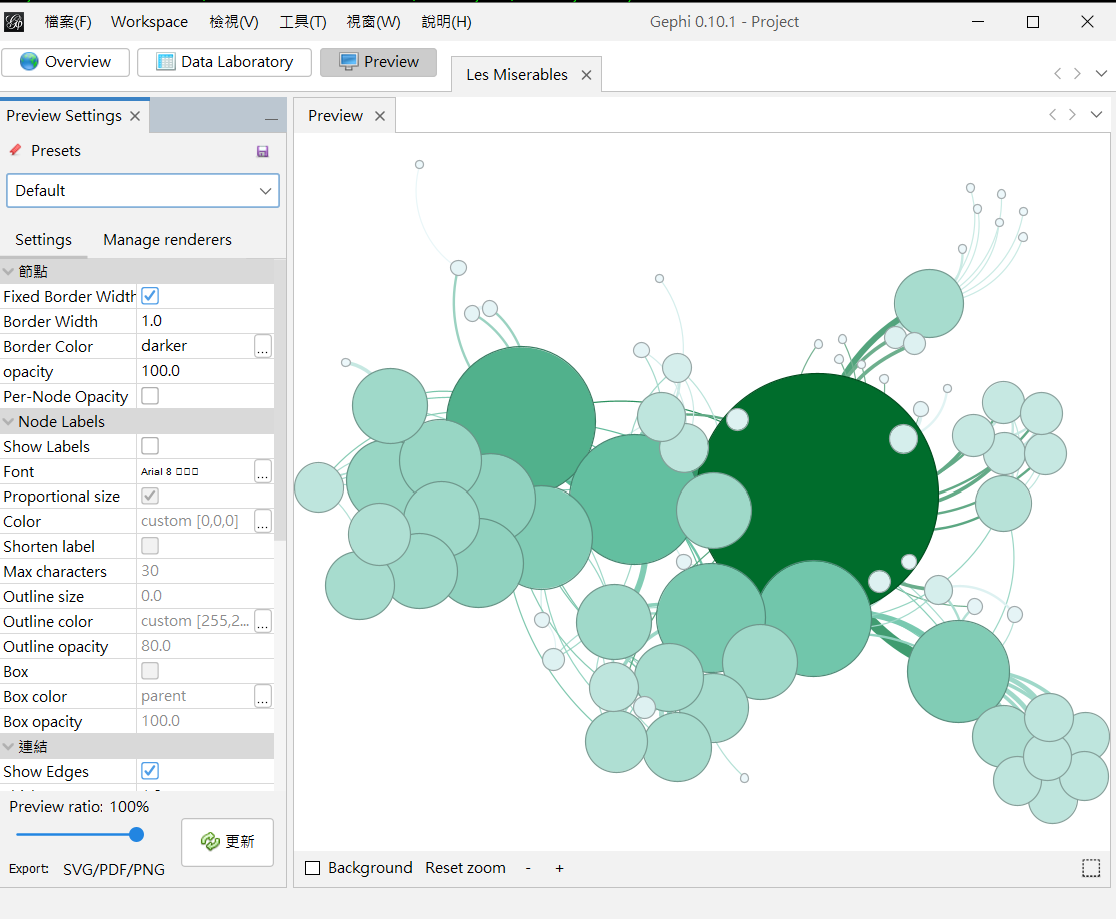 檔案(F) Workspace 檢視(V) 工具(T) 視窗(W) 說明(H) Gephi 0.10.1 - Project
Overview Data Laboratory Preview Les Miserables
Preview Settings Preview
Presets
Default
Settings Manage renderers
節點
Fixed Border Width
Border Width 1.0
Border Color darker ...
opacity 100.0
Per-Node Opacity
Node Labels
Show Labels
Font Arial 8 □□□ ...
Proportional size
Color custom [0,0,0] ...
Shorten label
Max characters 30
Outline size 0.0
Outline color custom [255,2... ...
Outline opacity 80.0
Box
Box color parent ...
Box opacity 100.0
連結
Show Edges
Preview ratio: 100%
更新
Export: SVG/PDF/PNG
Background Reset zoom - +